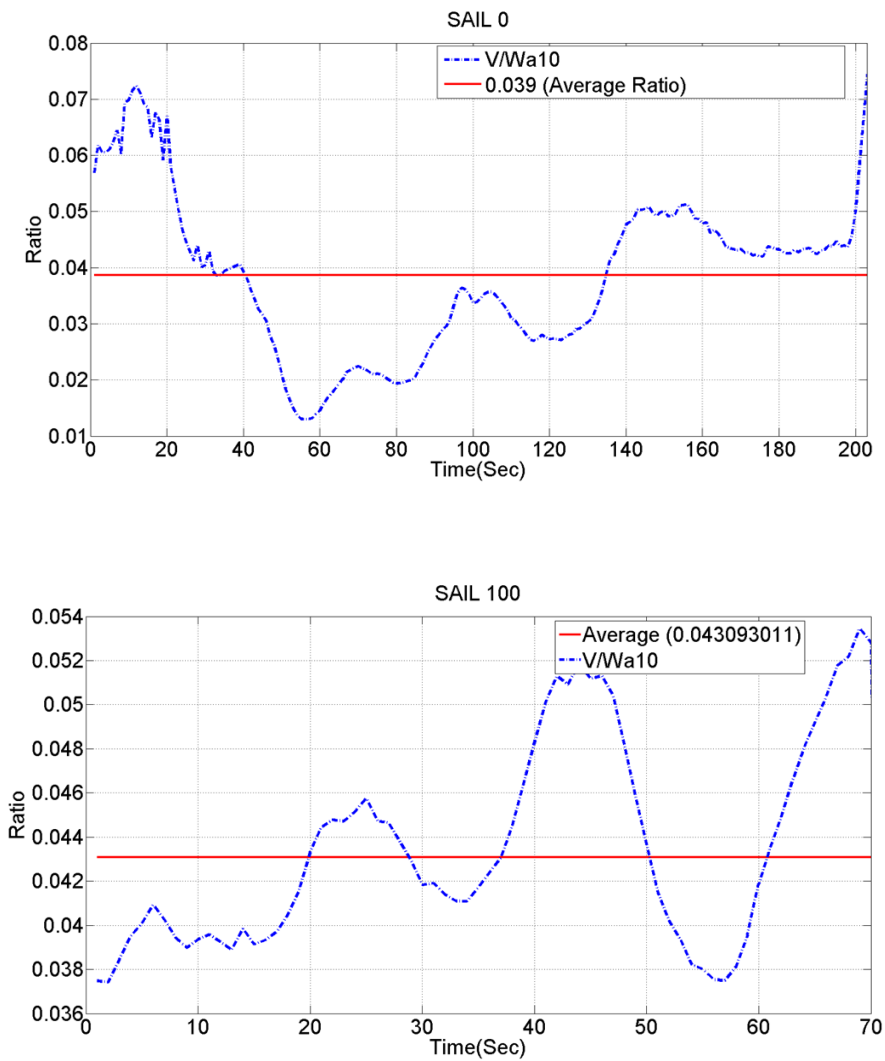 SAIL 0
0.08
0.07
0.06
0.05
0.04
0.03
0.02
0.01
Ratio
V/Wa10
0.039 (Average Ratio)
0 20 40 60 80 100 120 140 160 180 200
Time(Sec)
SAIL 100
0.054
0.052
0.05
0.048
0.046
0.044
0.042
0.04
0.038
0.036
Ratio
Average (0.043093011)
V/Wa10
0 10 20 30 40 50 60 70
Time(Sec)